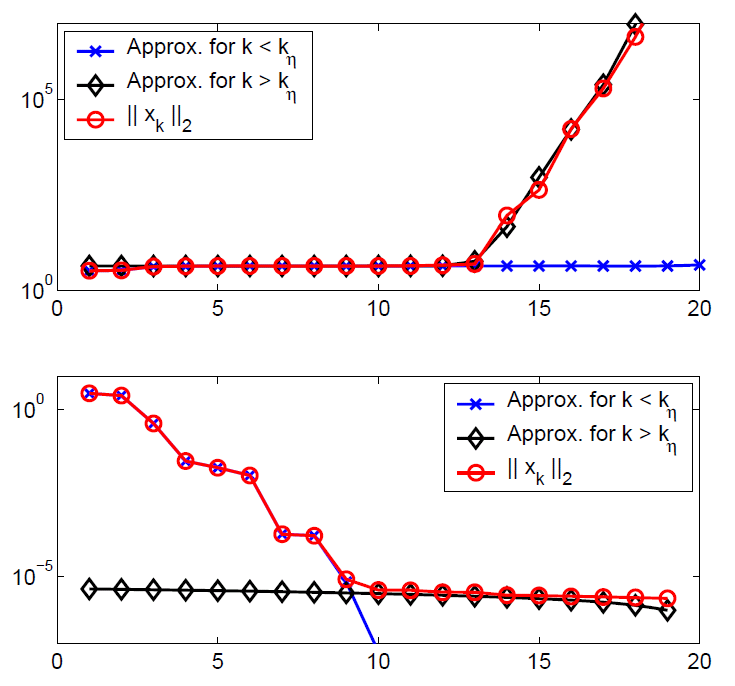 Approx. for k < kη
Approx. for k > kη
|| xk ||2
10^5
10^0
0 5 10 15 20
Approx. for k < kη
Approx. for k > kη
|| xk ||2
10^0
10^-5
0 5 10 15 20